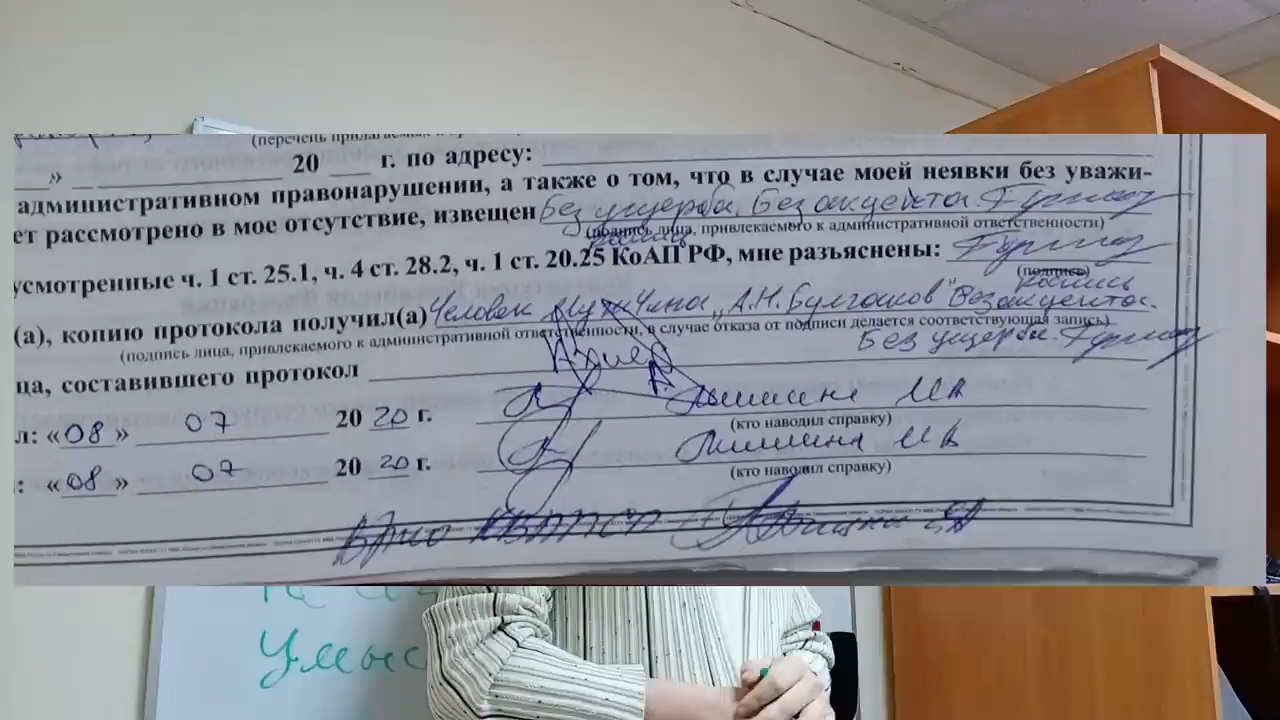 (перечень прилагаемых к
» 20 г. по адресу:
административном правонарушении, а также о том, что в случае моей неявки без уважи-
ет рассмотрено в мое отсутствие, извещен Без ущерба. Без акцепта.
(подпись лица, привлекаемого к административной ответственности)
роспись
усмотренные ч. 1 ст. 25.1, ч. 4 ст. 28.2, ч. 1 ст. 20.25 КоАП РФ, мне разъяснены:
(подпись)
роспись
(а), копию протокола получил(а) Человек мужчина „А.Н. Булгаков" Без акцепта.
(подпись лица, привлекаемого к административной ответственности, в случае отказа от подписи делается соответствующая запись)
Без ущерба.
ца, составившего протокол
л: «08» 07 20 20 г.
(кто наводил справку)
: «08» 07 20 20 г.
(кто наводил справку)
Умыс